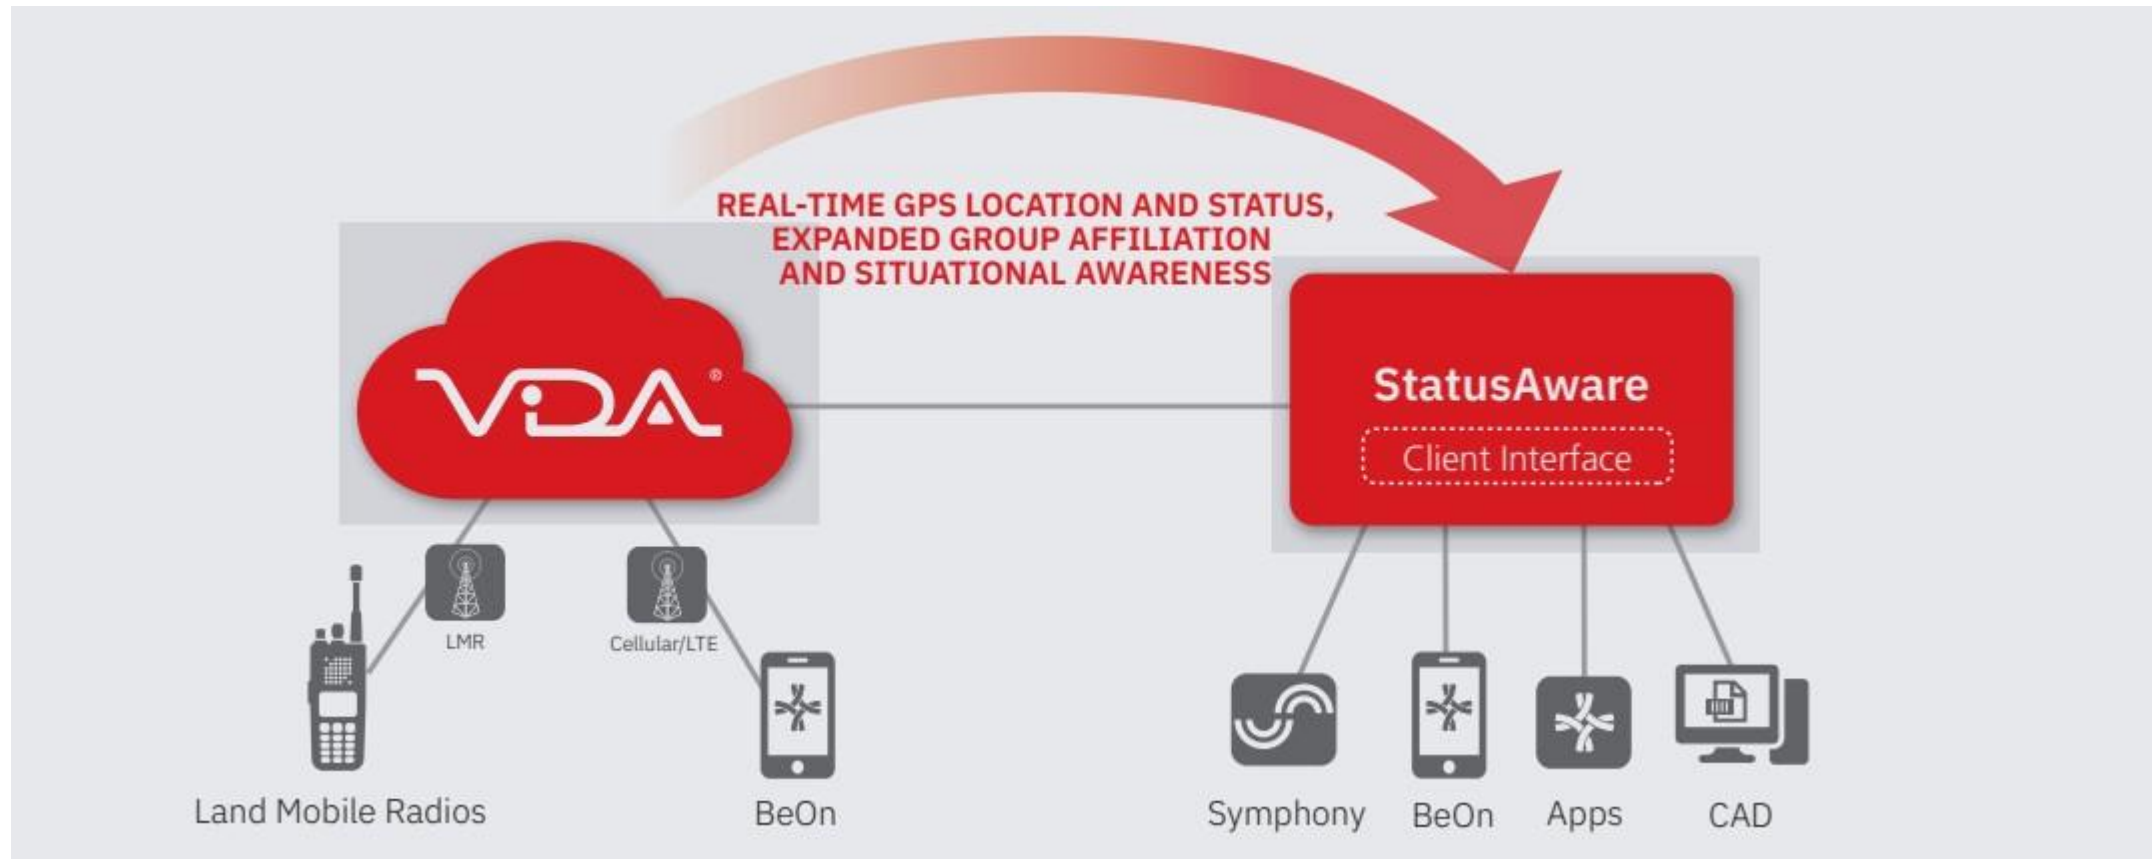 REAL-TIME GPS LOCATION AND STATUS,
EXPANDED GROUP AFFILIATION
AND SITUATIONAL AWARENESS
VIDA®
StatusAware
Client Interface
LMR
Cellular/LTE
Land Mobile Radios
BeOn
Symphony
BeOn
Apps
CAD